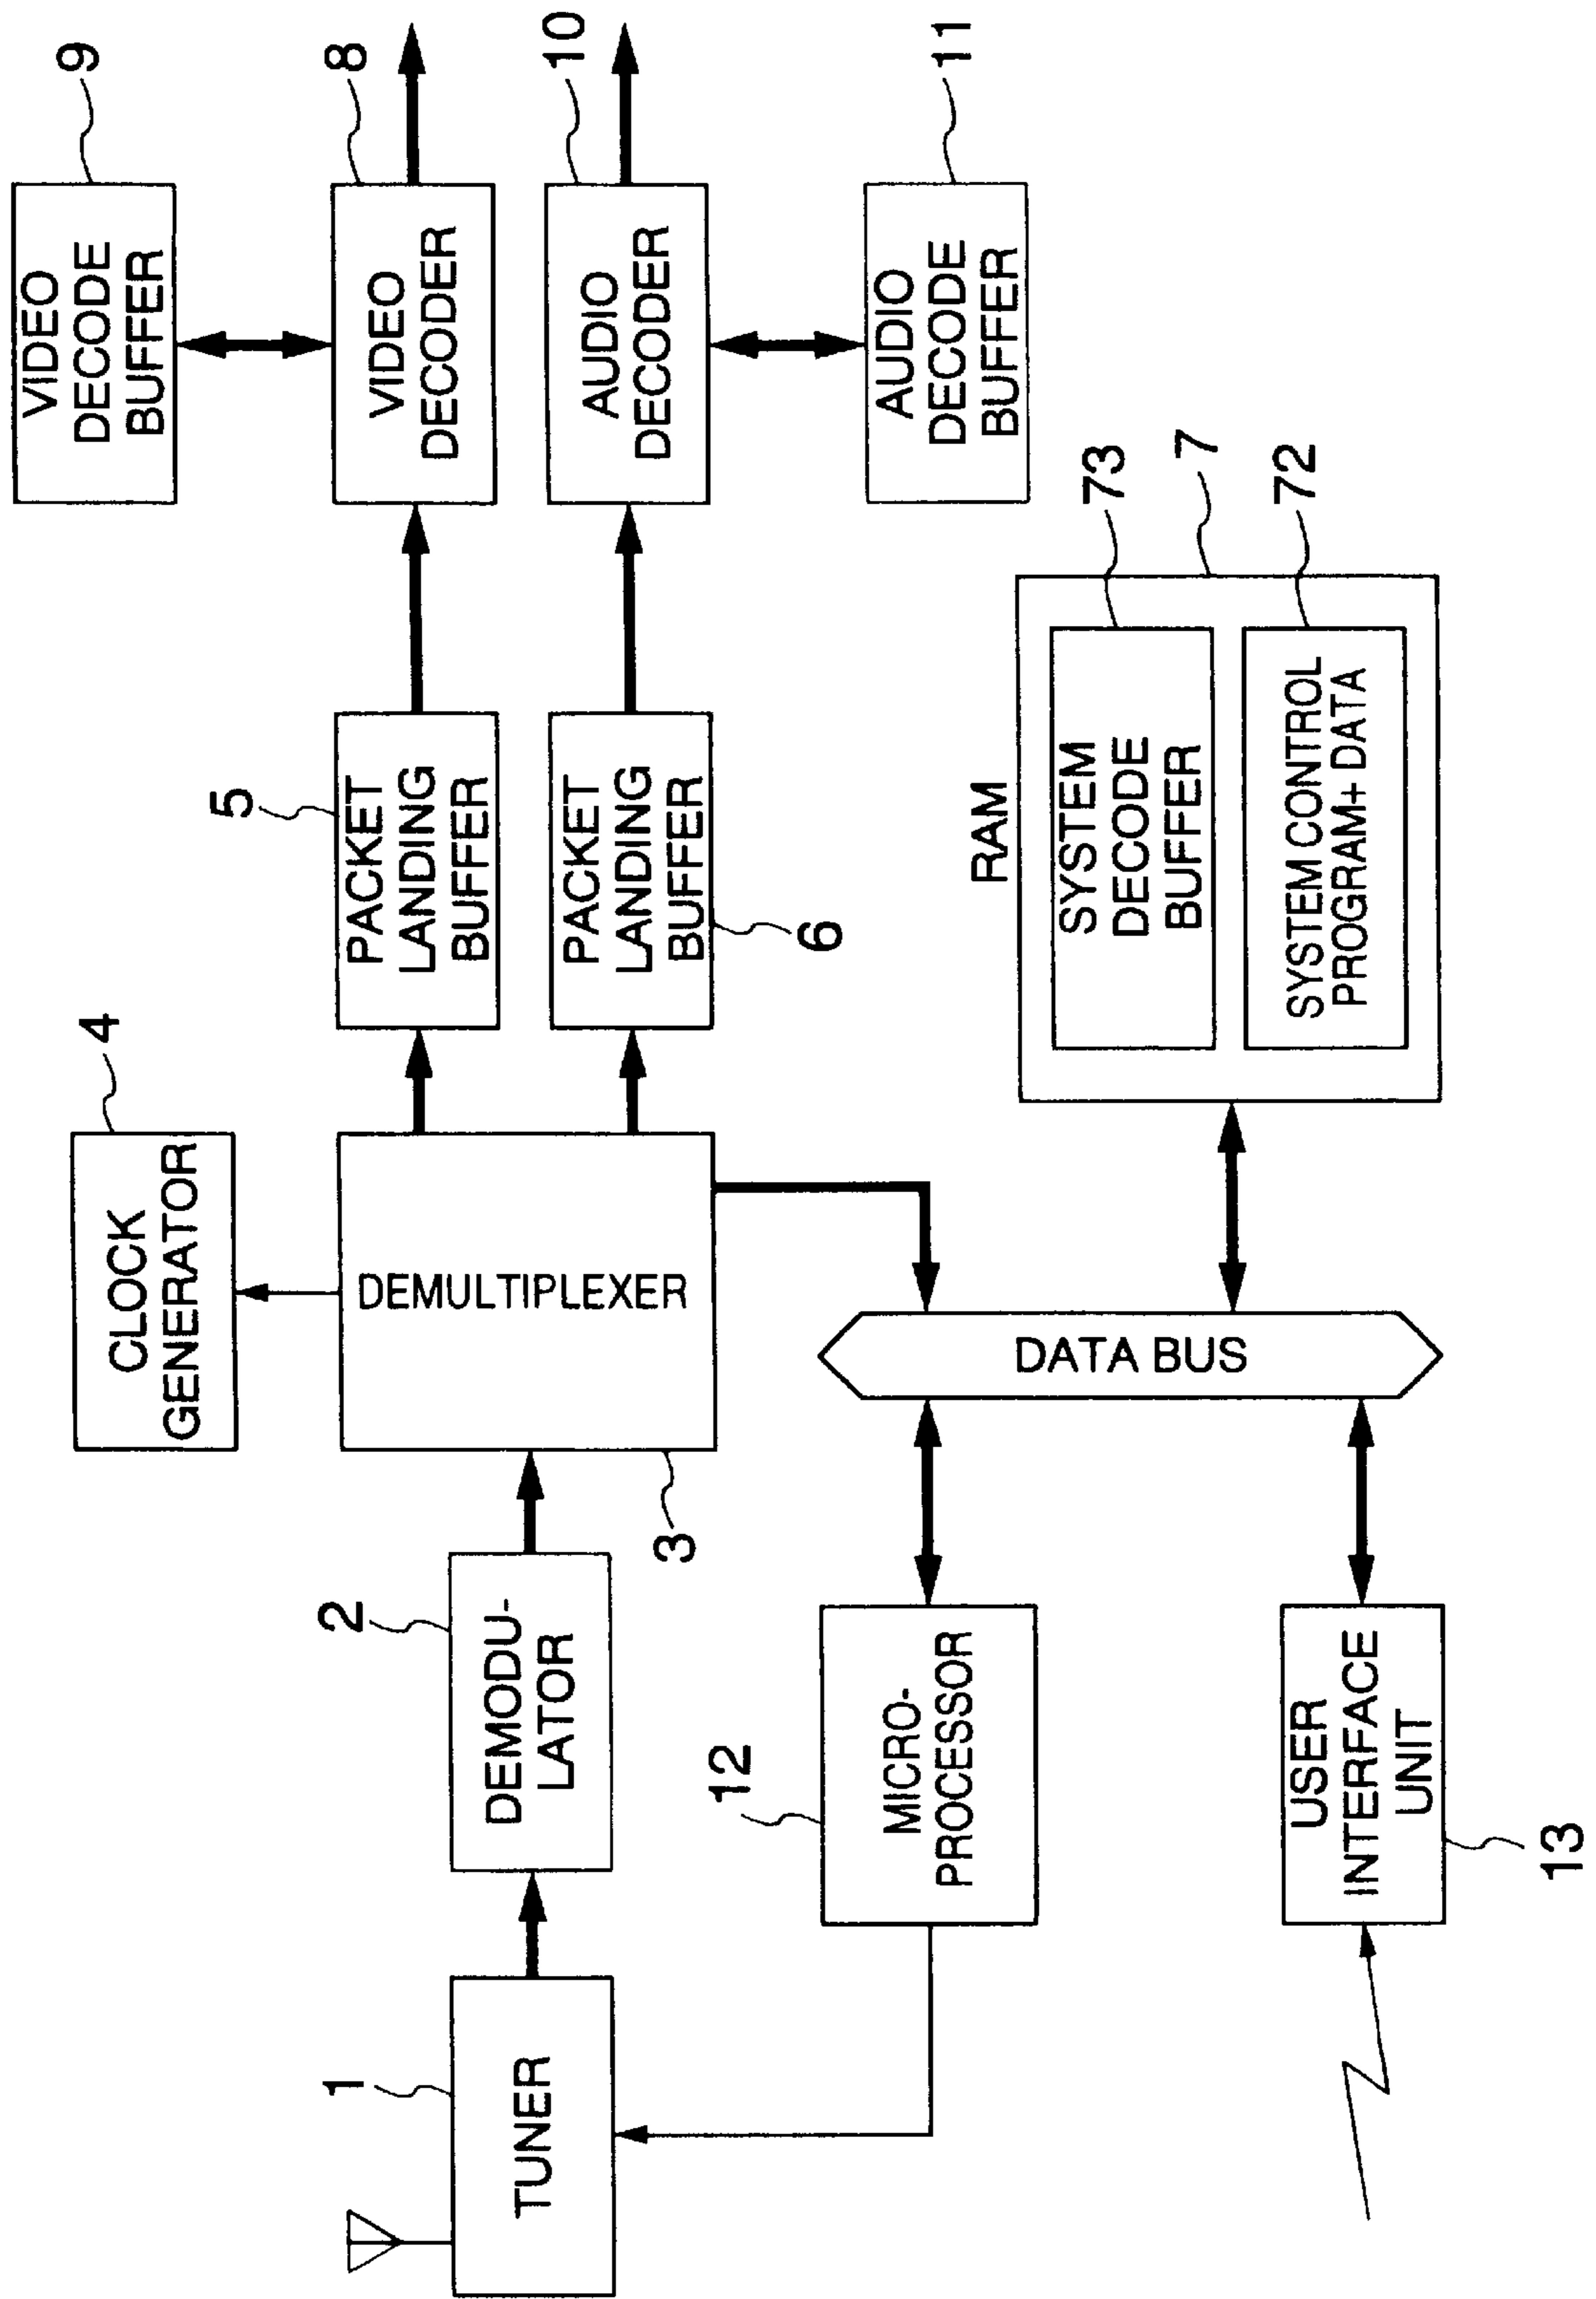 9
VIDEO
DECODE
BUFFER
8
VIDEO
DECODER
10
AUDIO
DECODER
11
AUDIO
DECODE
BUFFER
5
PACKET
LANDING
BUFFER
PACKET
LANDING
BUFFER
6
4
CLOCK
GENERATOR
DEMULTIPLEXER
3
2
DEMODU-
LATOR
1
TUNER
RAM
7
73
SYSTEM
DECODE
BUFFER
72
SYSTEM CONTROL
PROGRAM+DATA
DATA BUS
12
MICRO-
PROCESSOR
USER
INTERFACE
UNIT
13